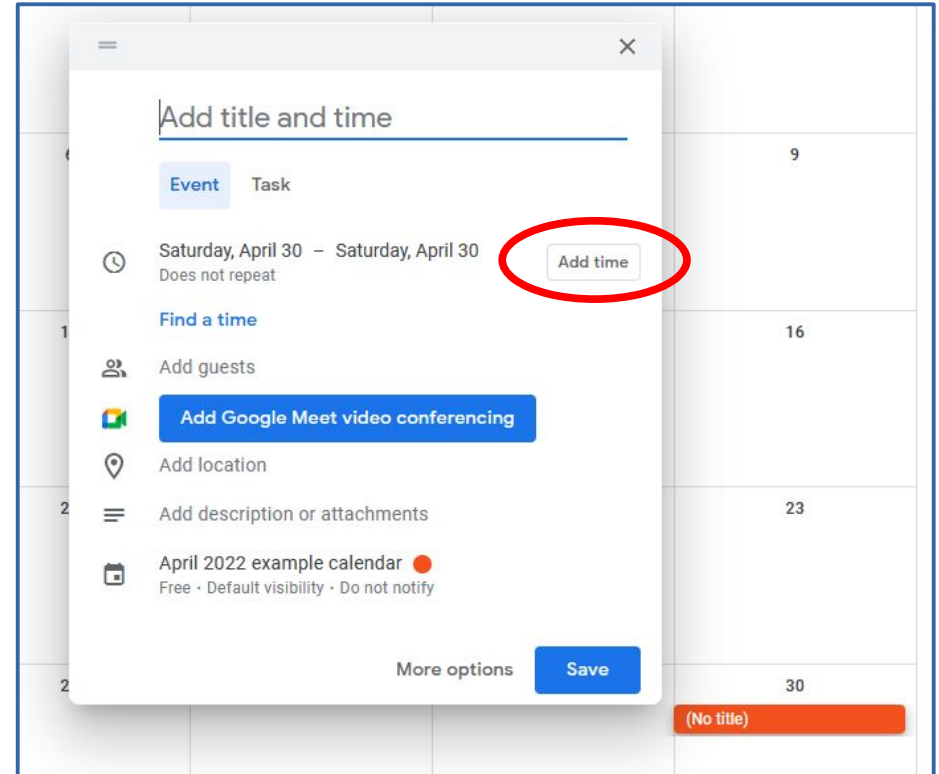 Add title and time
9
Event Task
Saturday, April 30 – Saturday, April 30
Add time
Does not repeat
Find a time
16
Add guests
Add Google Meet video conferencing
Add location
2
23
Add description or attachments
April 2022 example calendar
Free · Default visibility · Do not notify
More options Save
2
30
(No title)